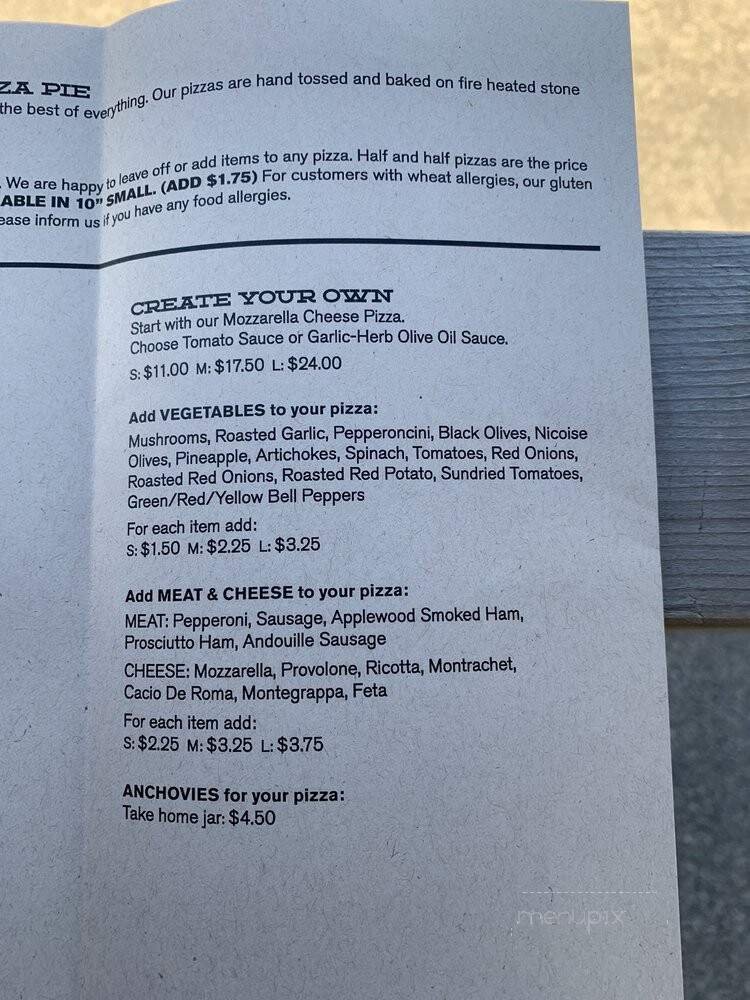 ZA PIE
the best of everything. Our pizzas are hand tossed and baked on fire heated stone
. We are happy to leave off or add items to any pizza. Half and half pizzas are the price
ABLE IN 10" SMALL. (ADD $1.75) For customers with wheat allergies, our gluten
ease inform us if you have any food allergies.
CREATE YOUR OWN
Start with our Mozzarella Cheese Pizza.
Choose Tomato Sauce or Garlic-Herb Olive Oil Sauce.
S: $11.00 M: $17.50 L: $24.00
Add VEGETABLES to your pizza:
Mushrooms, Roasted Garlic, Pepperoncini, Black Olives, Nicoise
Olives, Pineapple, Artichokes, Spinach, Tomatoes, Red Onions,
Roasted Red Onions, Roasted Red Potato, Sundried Tomatoes,
Green/Red/Yellow Bell Peppers
For each item add:
S: $1.50 M: $2.25 L: $3.25
Add MEAT & CHEESE to your pizza:
MEAT: Pepperoni, Sausage, Applewood Smoked Ham,
Prosciutto Ham, Andouille Sausage
CHEESE: Mozzarella, Provolone, Ricotta, Montrachet,
Cacio De Roma, Montegrappa, Feta
For each item add:
S: $2.25 M: $3.25 L: $3.75
ANCHOVIES for your pizza:
Take home jar: $4.50
menupix